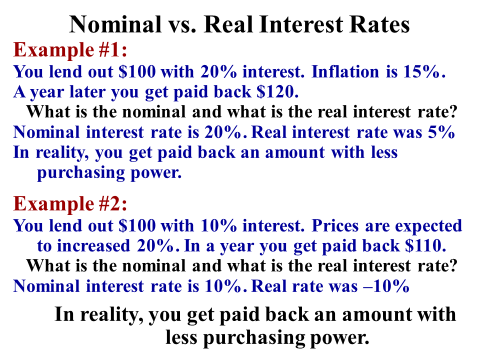 Nominal vs. Real Interest Rates
Example #1:
You lend out $100 with 20% interest. Inflation is 15%.
A year later you get paid back $120.
What is the nominal and what is the real interest rate?
Nominal interest rate is 20%. Real interest rate was 5%
In reality, you get paid back an amount with less
purchasing power.
Example #2:
You lend out $100 with 10% interest. Prices are expected
to increased 20%. In a year you get paid back $110.
What is the nominal and what is the real interest rate?
Nominal interest rate is 10%. Real rate was –10%
In reality, you get paid back an amount with
less purchasing power.